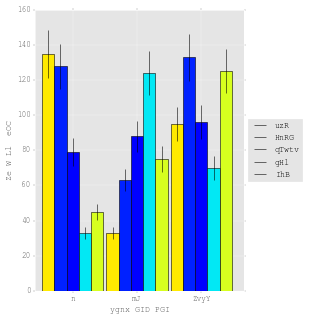 160
140
120
100
80
60
40
20
0
Ze W Ll eOC
n
mJ
ZvyY
ygnx GID PGI
uzR
HnRG
qTwtv
gHl
IhB